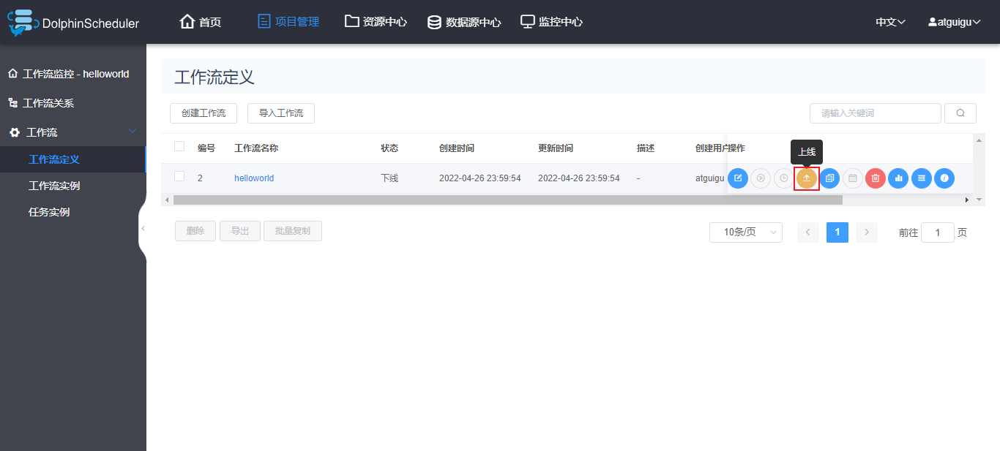 DolphinScheduler 首页 项目管理 资源中心 数据源中心 监控中心 中文 atguigu
工作流监控 - helloworld
工作流关系
工作流
工作流定义
工作流实例
任务实例
工作流定义
创建工作流 导入工作流 请输入关键词
上线
编号 工作流名称 状态 创建时间 更新时间 描述 创建用户 操作
2 helloworld 下线 2022-04-26 23:59:54 2022-04-26 23:59:54 - atguigu
删除 导出 批量复制 10条/页 1 前往 1 页